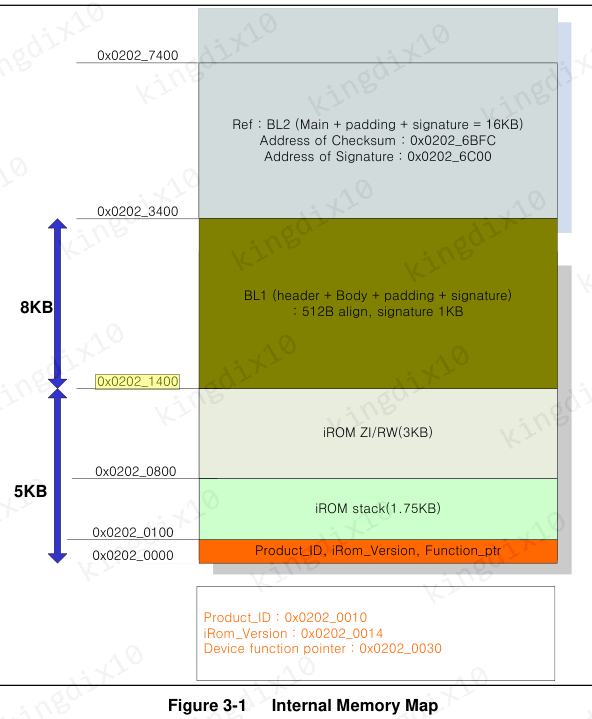 0x0202_7400
Ref : BL2 (Main + padding + signature = 16KB)
Address of Checksum : 0x0202_6BFC
Address of Signature : 0x0202_6C00
0x0202_3400
8KB
BL1 (header + Body + padding + signature)
: 512B align, signature 1KB
0x0202_1400
iROM ZI/RW(3KB)
5KB
0x0202_0800
iROM stack(1.75KB)
0x0202_0100
0x0202_0000
Product_ID, iRom_Version, Function_ptr
Product_ID : 0x0202_0010
iRom_Version : 0x0202_0014
Device function pointer : 0x0202_0030
Figure 3-1 Internal Memory Map
kingdix10